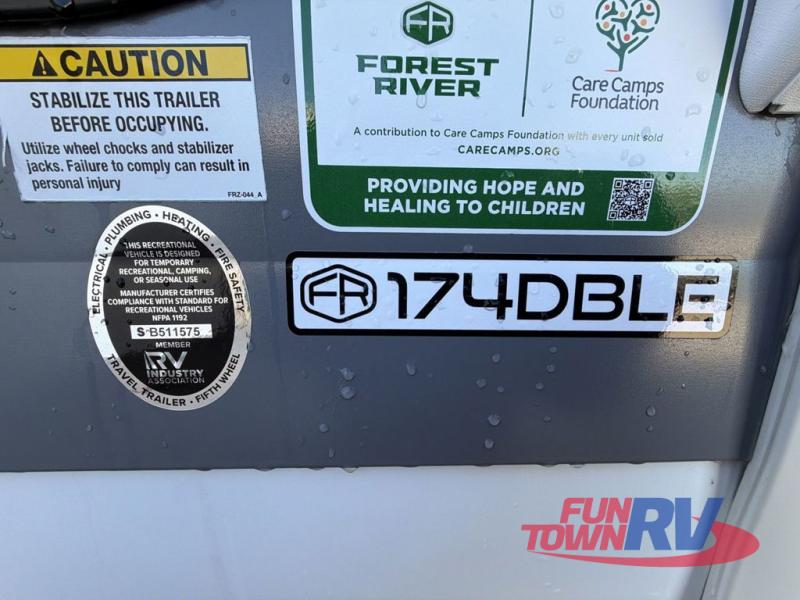 CAUTION
STABILIZE THIS TRAILER
BEFORE OCCUPYING.
Utilize wheel chocks and stabilizer
jacks. Failure to comply can result in
personal injury
FRZ-044_A
FR
FOREST
RIVER
Care Camps
Foundation
A contribution to Care Camps Foundation with every unit sold
CARECAMPS.ORG
PROVIDING HOPE AND
HEALING TO CHILDREN
ELECTRICAL • PLUMBING • HEATING • FIRE SAFETY
THIS RECREATIONAL
VEHICLE IS DESIGNED
FOR TEMPORARY
RECREATIONAL, CAMPING,
OR SEASONAL USE
MANUFACTURER CERTIFIES
COMPLIANCE WITH STANDARD FOR
RECREATIONAL VEHICLES
NFPA 1192
S-B511575
MEMBER
RV
INDUSTRY
ASSOCIATION
TRAVEL TRAILER • FIFTH WHEEL
FR 174DBLE
FUN
TOWN RV